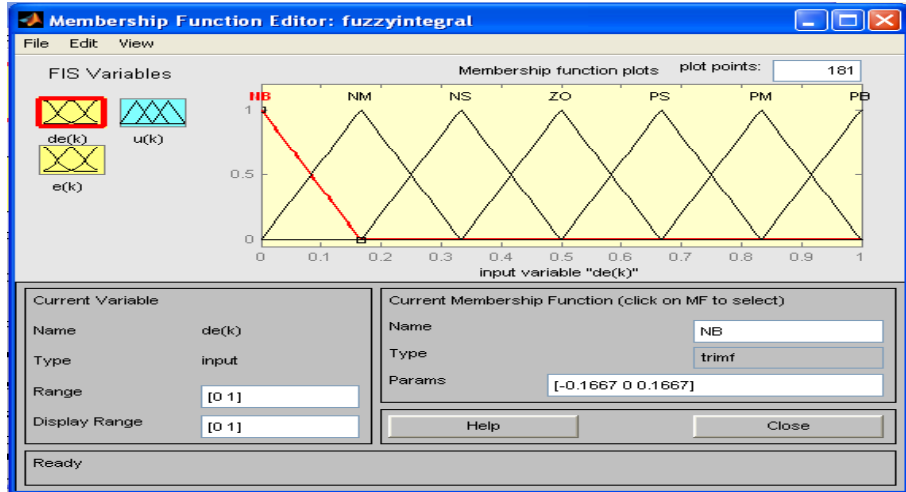 Membership Function Editor: fuzzyintegral
File Edit View
FIS Variables
Membership function plots plot points: 181
NB NM NS ZO PS PM PB
1
de(k) u(k)
0.5
e(k)
0
0 0.1 0.2 0.3 0.4 0.5 0.6 0.7 0.8 0.9 1
input variable "de(k)"
Current Variable
Name de(k)
Type input
Range [0 1]
Display Range [0 1]
Current Membership Function (click on MF to select)
Name NB
Type trimf
Params [-0.1667 0 0.1667]
Help Close
Ready